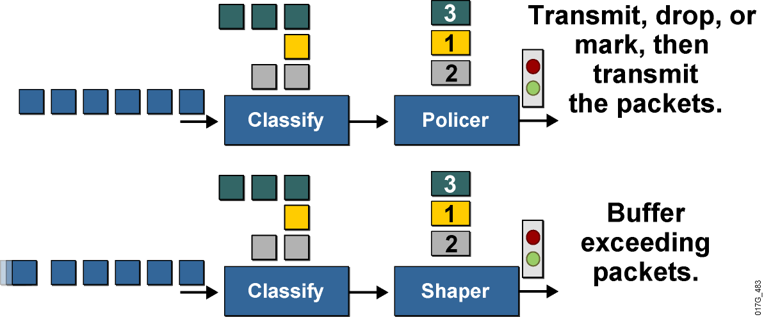 3
1
2
Classify
Policer
Transmit, drop, or
mark, then
transmit
the packets.
3
1
2
Classify
Shaper
Buffer
exceeding
packets.
017G_483